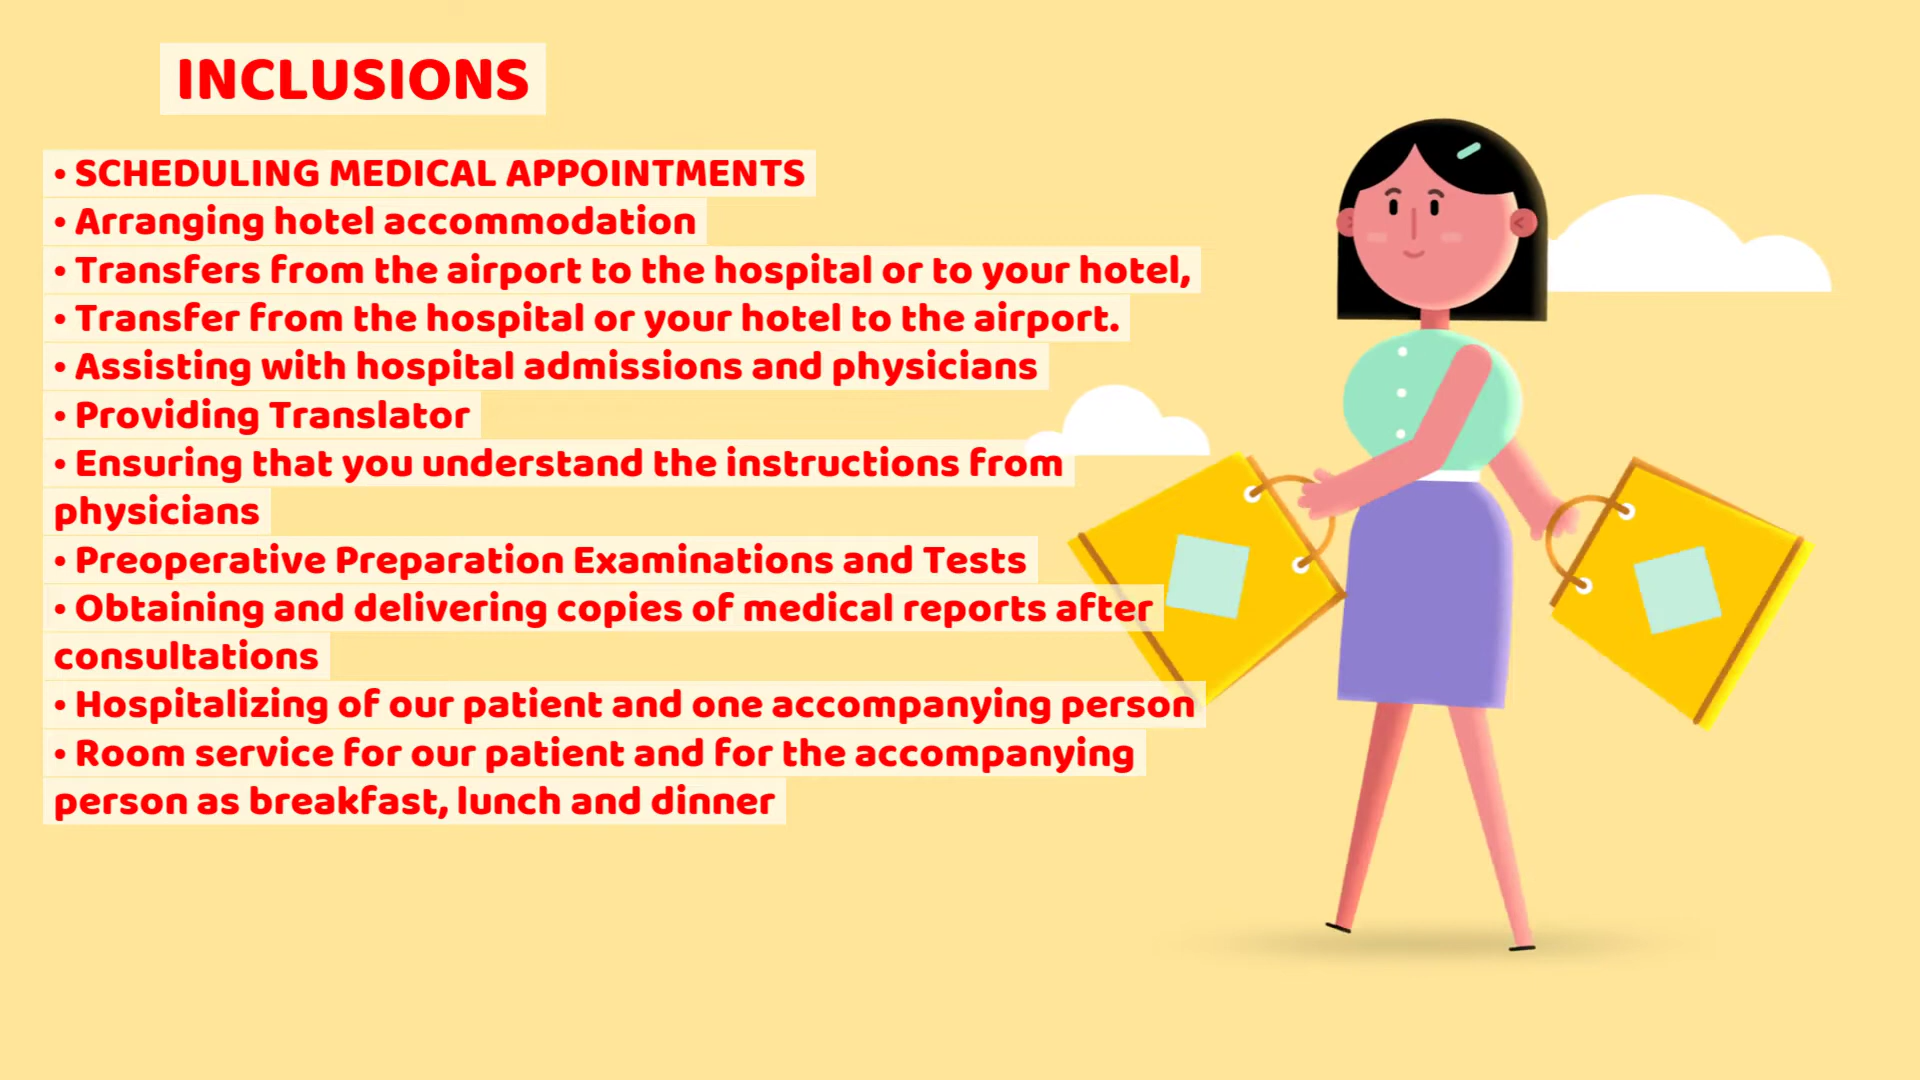 INCLUSIONS
• SCHEDULING MEDICAL APPOINTMENTS
• Arranging hotel accommodation
• Transfers from the airport to the hospital or to your hotel,
• Transfer from the hospital or your hotel to the airport.
• Assisting with hospital admissions and physicians
• Providing Translator
• Ensuring that you understand the instructions from
physicians
• Preoperative Preparation Examinations and Tests
• Obtaining and delivering copies of medical reports after
consultations
• Hospitalizing of our patient and one accompanying person
• Room service for our patient and for the accompanying
person as breakfast, lunch and dinner